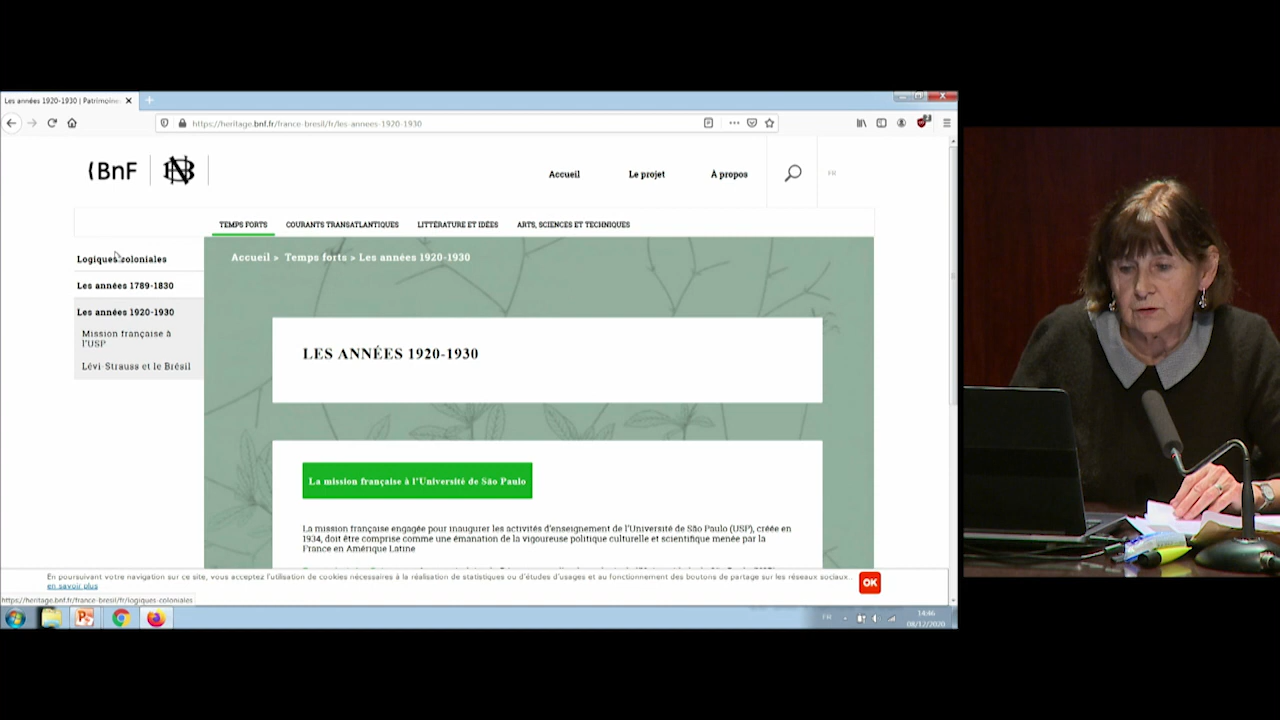 Les années 1920-1930 | Patrimoine
https://heritage.bnf.fr/france-bresil/fr/les-annees-1920-1930
BnF
Accueil
Le projet
À propos
FR
TEMPS FORTS
COURANTS TRANSATLANTIQUES
LITTÉRATURE ET IDÉES
ARTS, SCIENCES ET TECHNIQUES
Logiques coloniales
Les années 1789-1830
Les années 1920-1930
Mission française à
l'USP
Lévi-Strauss et le Brésil
Accueil > Temps forts > Les années 1920-1930
LES ANNÉES 1920-1930
La mission française à l'Université de São Paulo
La mission française engagée pour inaugurer les activités d'enseignement de l'Université de São Paulo (USP), créée en
1934, doit être comprise comme une émanation de la vigoureuse politique culturelle et scientifique menée par la
France en Amérique Latine
En poursuivant votre navigation sur ce site, vous acceptez l'utilisation de cookies nécessaires à la réalisation de statistiques ou d'études d'usages et au fonctionnement des boutons de partage sur les réseaux sociaux...
en savoir plus
OK
https://heritage.bnf.fr/france-bresil/fr/logiques-coloniales
FR
14:46
08/12/2020